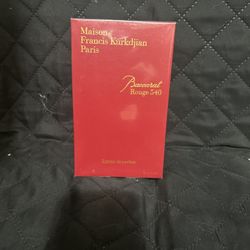 Maison
Francis Kurkdjian
Paris
Baccarat
Rouge 540
Extrait de parfum